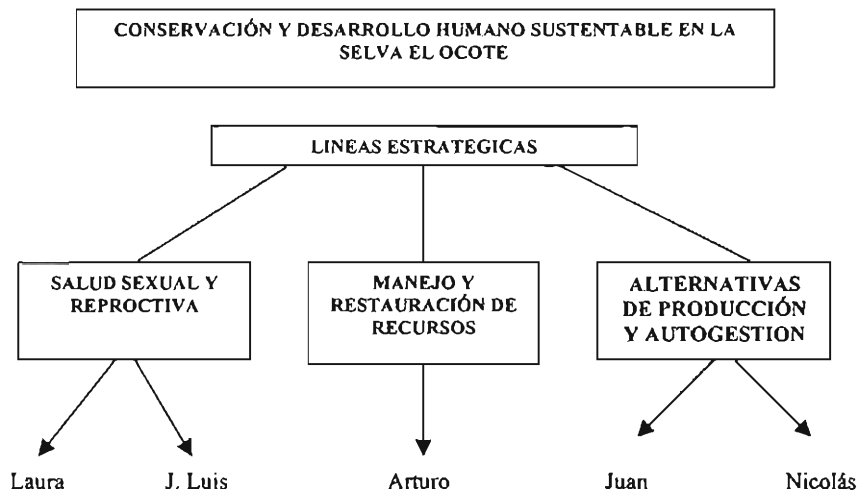 CONSERVACIÓN Y DESARROLLO HUMANO SUSTENTABLE EN LA
SELVA EL OCOTE
LINEAS ESTRATEGICAS
SALUD SEXUAL Y
REPROCTIVA
MANEJO Y
RESTAURACIÓN DE
RECURSOS
ALTERNATIVAS
DE PRODUCCIÓN
Y AUTOGESTION
Laura
J. Luis
Arturo
Juan
Nicolás